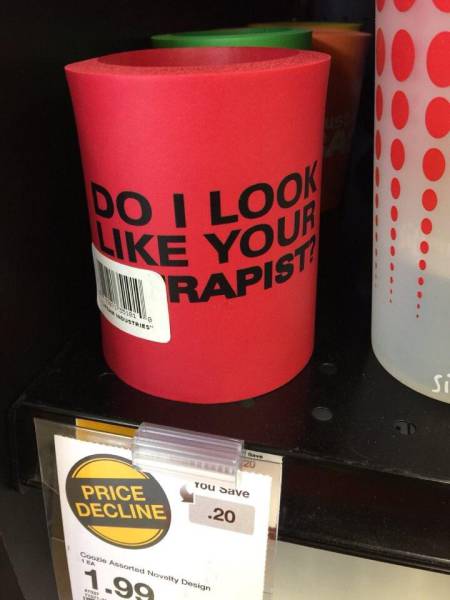 DO I LOOK
LIKE YOUR
RAPIST?
INDUSTRIES
Si
PRICE
DECLINE
You Save
.20
Coozie Assorted Novelty Design
1 EA
1.99